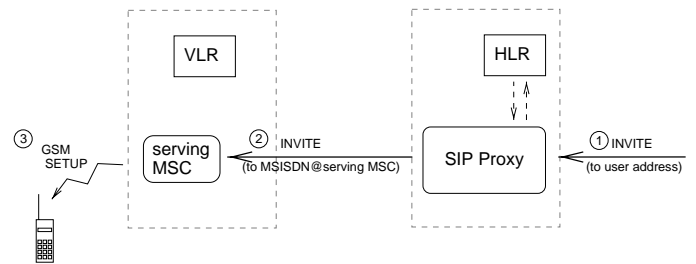 VLR
HLR
3
GSM
SETUP
serving
MSC
2
INVITE
(to MSISDN@serving MSC)
SIP Proxy
1
INVITE
(to user address)